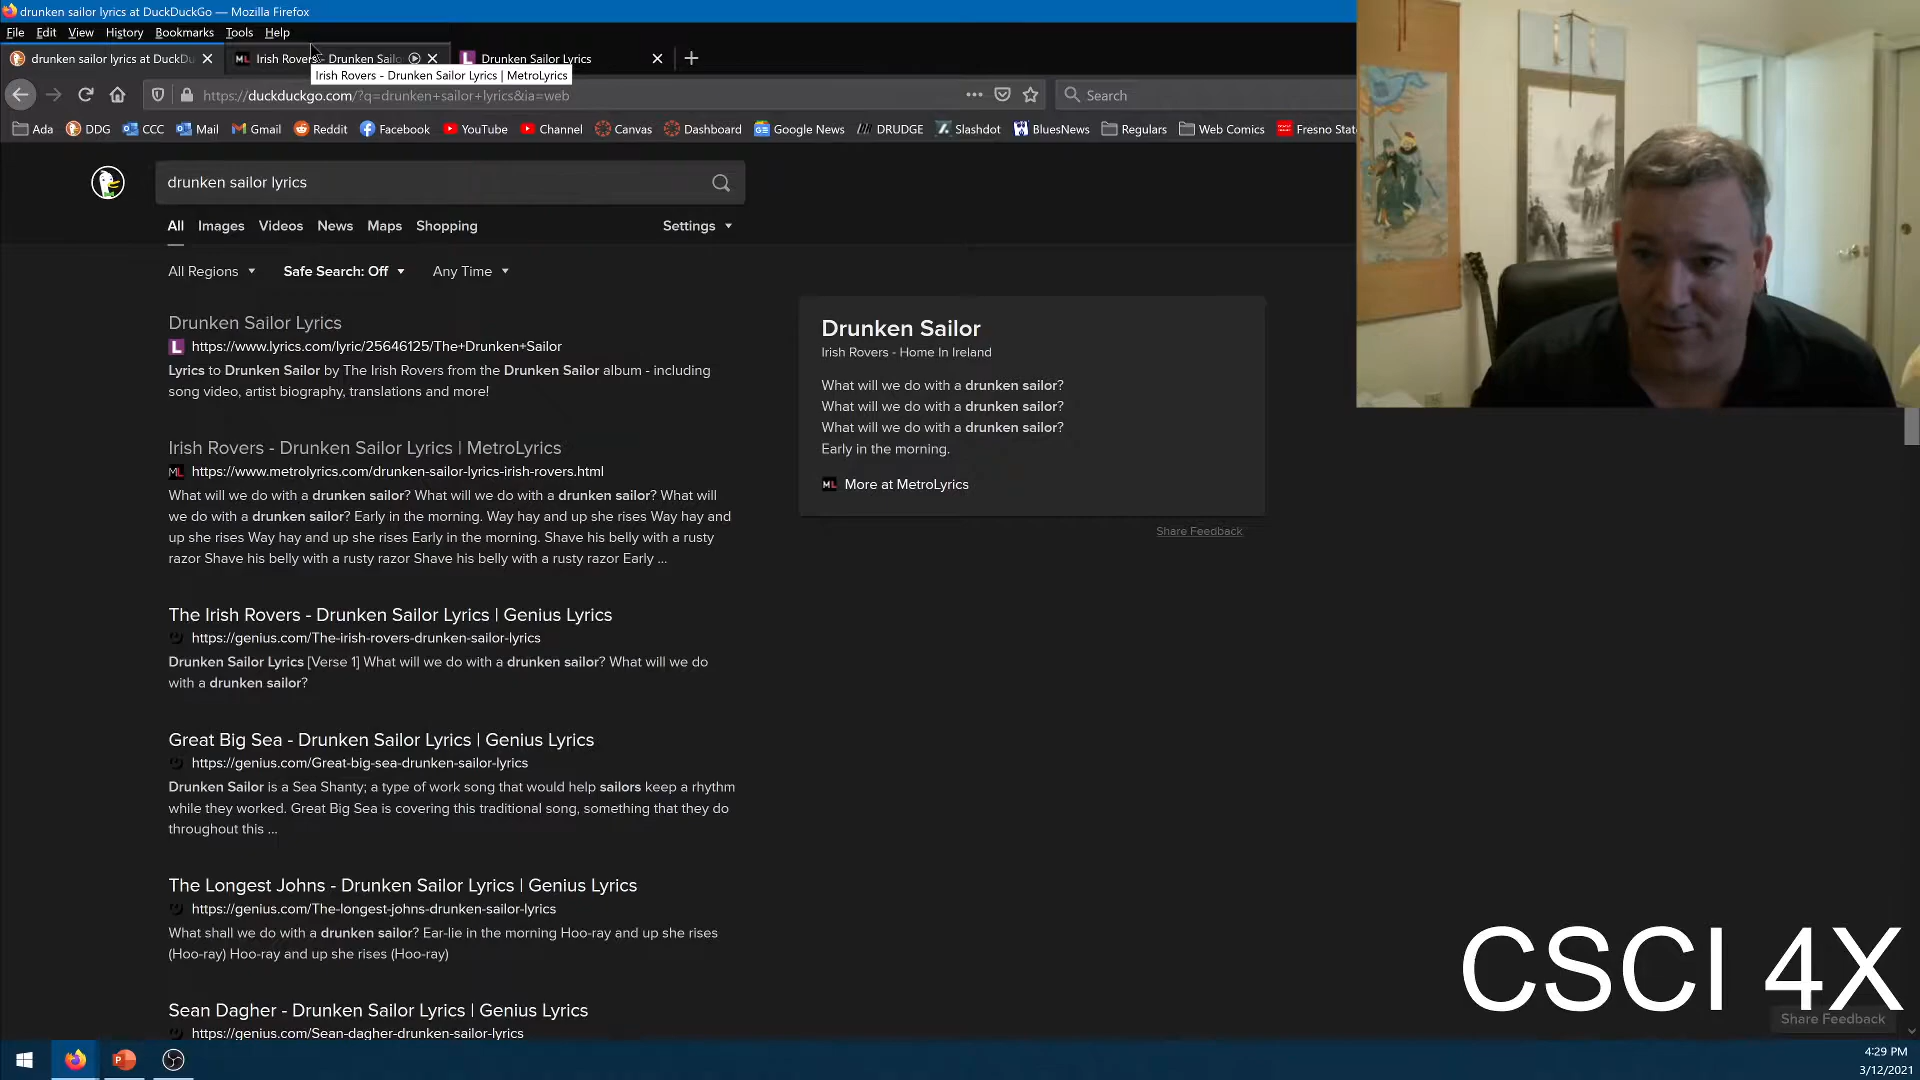 drunken sailor lyrics at DuckDuckGo — Mozilla Firefox
File Edit View History Bookmarks Tools Help
drunken sailor lyrics at DuckDu
ML Irish Rovers - Drunken Sail
L Drunken Sailor Lyrics
Irish Rovers - Drunken Sailor Lyrics | MetroLyrics
https://duckduckgo.com/?q=drunken+sailor+lyrics&ia=web
Search
Ada DDG CCC Mail Gmail Reddit Facebook YouTube Channel Canvas Dashboard Google News DRUDGE Slashdot BluesNews Regulars Web Comics Fresno Stat
drunken sailor lyrics
All Images Videos News Maps Shopping Settings
All Regions Safe Search: Off Any Time
Drunken Sailor Lyrics
L https://www.lyrics.com/lyric/25646125/The+Drunken+Sailor
Lyrics to Drunken Sailor by The Irish Rovers from the Drunken Sailor album - including
song video, artist biography, translations and more!
Irish Rovers - Drunken Sailor Lyrics | MetroLyrics
ML https://www.metrolyrics.com/drunken-sailor-lyrics-irish-rovers.html
What will we do with a drunken sailor? What will we do with a drunken sailor? What will
we do with a drunken sailor? Early in the morning. Way hay and up she rises Way hay and
up she rises Way hay and up she rises Early in the morning. Shave his belly with a rusty
razor Shave his belly with a rusty razor Shave his belly with a rusty razor Early ...
The Irish Rovers - Drunken Sailor Lyrics | Genius Lyrics
https://genius.com/The-irish-rovers-drunken-sailor-lyrics
Drunken Sailor Lyrics [Verse 1] What will we do with a drunken sailor? What will we do
with a drunken sailor?
Great Big Sea - Drunken Sailor Lyrics | Genius Lyrics
https://genius.com/Great-big-sea-drunken-sailor-lyrics
Drunken Sailor is a Sea Shanty; a type of work song that would help sailors keep a rhythm
while they worked. Great Big Sea is covering this traditional song, something that they do
throughout this ...
The Longest Johns - Drunken Sailor Lyrics | Genius Lyrics
https://genius.com/The-longest-johns-drunken-sailor-lyrics
What shall we do with a drunken sailor? Ear-lie in the morning Hoo-ray and up she rises
(Hoo-ray) Hoo-ray and up she rises (Hoo-ray)
Sean Dagher - Drunken Sailor Lyrics | Genius Lyrics
https://genius.com/Sean-dagher-drunken-sailor-lyrics
Drunken Sailor
Irish Rovers - Home In Ireland
What will we do with a drunken sailor?
What will we do with a drunken sailor?
What will we do with a drunken sailor?
Early in the morning.
ML More at MetroLyrics
Share Feedback
CSCI 4X
Share Feedback
4:29 PM
3/12/2021